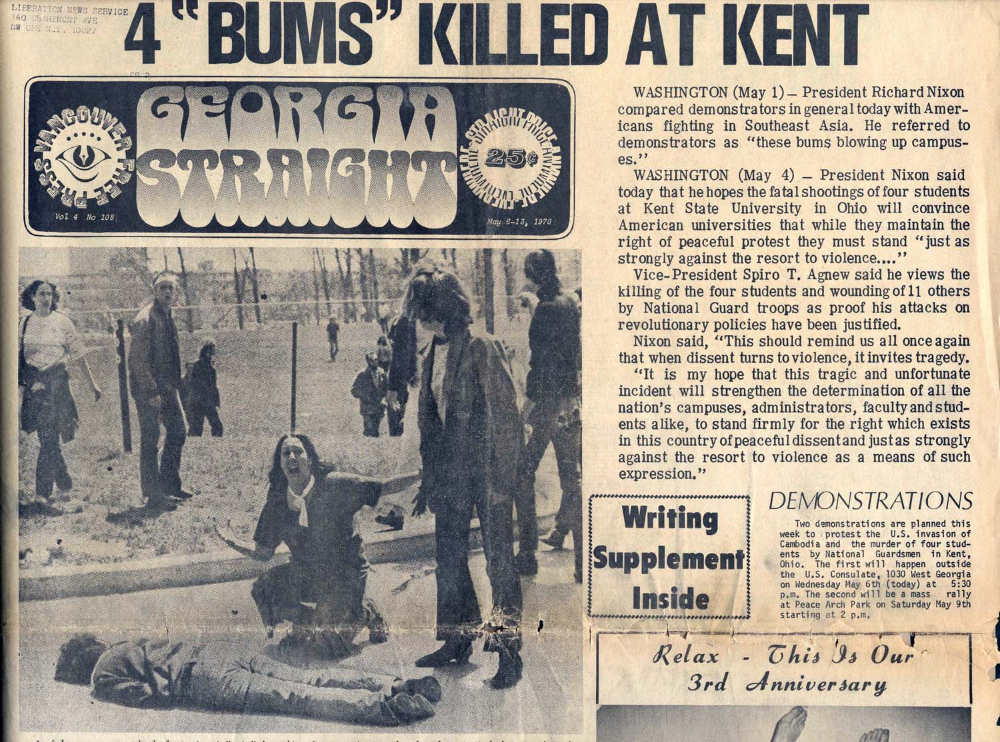 LIBERATION NEWS SERVICE
160 CLAREMONT AVE
N.Y. 10027
4 “BUMS” KILLED AT KENT
VANCOUVER FREE PRESS
GEORGIA
STRAIGHT
25¢
STRAIGHT PRICE ANYWHERE
Vol 4 No 108
May 6-13, 1970
WASHINGTON (May 1) — President Richard Nixon
compared demonstrators in general today with Amer-
icans fighting in Southeast Asia. He referred to
demonstrators as “these bums blowing up campus-
es.”
WASHINGTON (May 4) — President Nixon said
today that he hopes the fatal shootings of four students
at Kent State University in Ohio will convince
American universities that while they maintain the
right of peaceful protest they must stand “just as
strongly against the resort to violence....”
Vice-President Spiro T. Agnew said he views the
killing of the four students and wounding of 11 others
by National Guard troops as proof his attacks on
revolutionary policies have been justified.
Nixon said, “This should remind us all once again
that when dissent turns to violence, it invites tragedy.
“It is my hope that this tragic and unfortunate
incident will strengthen the determination of all the
nation’s campuses, administrators, faculty and stud-
ents alike, to stand firmly for the right which exists
in this country of peaceful dissent and just as strongly
against the resort to violence as a means of such
expression.”
Writing
Supplement
Inside
DEMONSTRATIONS
Two demonstrations are planned this
week to protest the U.S. invasion of
Cambodia and the murder of four stud-
ents by National Guardsmen in Kent,
Ohio. The first will happen outside
the U.S. Consulate, 1030 West Georgia
on Wednesday May 6th (today) at 5:30
p.m. The second will be a mass rally
at Peace Arch Park on Saturday May 9th
starting at 2 p.m.
Relax - This Is Our
3rd Anniversary